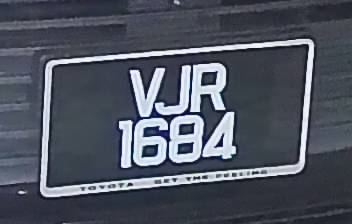 VJR
1684
TOYOTA GET THE FEELING